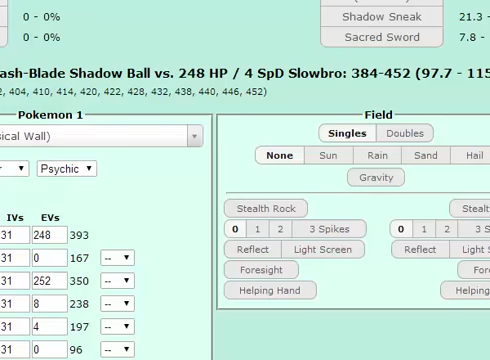 0 - 0%
Shadow Sneak 21.3 -
0 - 0%
Sacred Sword 7.8 -
ash-Blade Shadow Ball vs. 248 HP / 4 SpD Slowbro: 384-452 (97.7 - 115
2, 404, 410, 414, 420, 422, 428, 432, 438, 440, 446, 452)
Pokemon 1
sical Wall)
Psychic
IVs EVs
31 248 393
31 0 167 --
31 252 350 --
31 8 238 --
31 4 197 --
31 0 96 --
Field
Singles Doubles
None Sun Rain Sand Hail
Gravity
Stealth Rock Stealt
0 1 2 3 Spikes 0 1 2 3 S
Reflect Light Screen Reflect Light
Foresight For
Helping Hand Helping